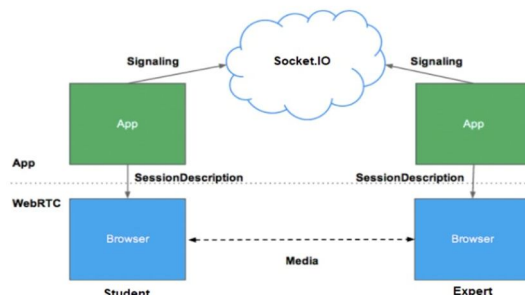 Signaling
Socket.IO
Signaling
App
App
App
SessionDescription
SessionDescription
WebRTC
Browser
Browser
Media
Student
Expert